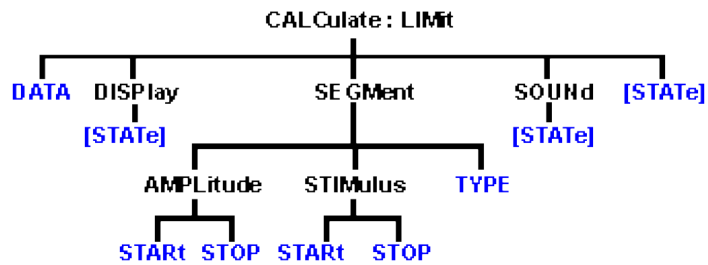 CALCulate:LIMit
DATA DISPlay SEGMent SOUNd [STATe]
[STATe] [STATe]
AMPLitude STIMulus TYPE
STARt STOP STARt STOP